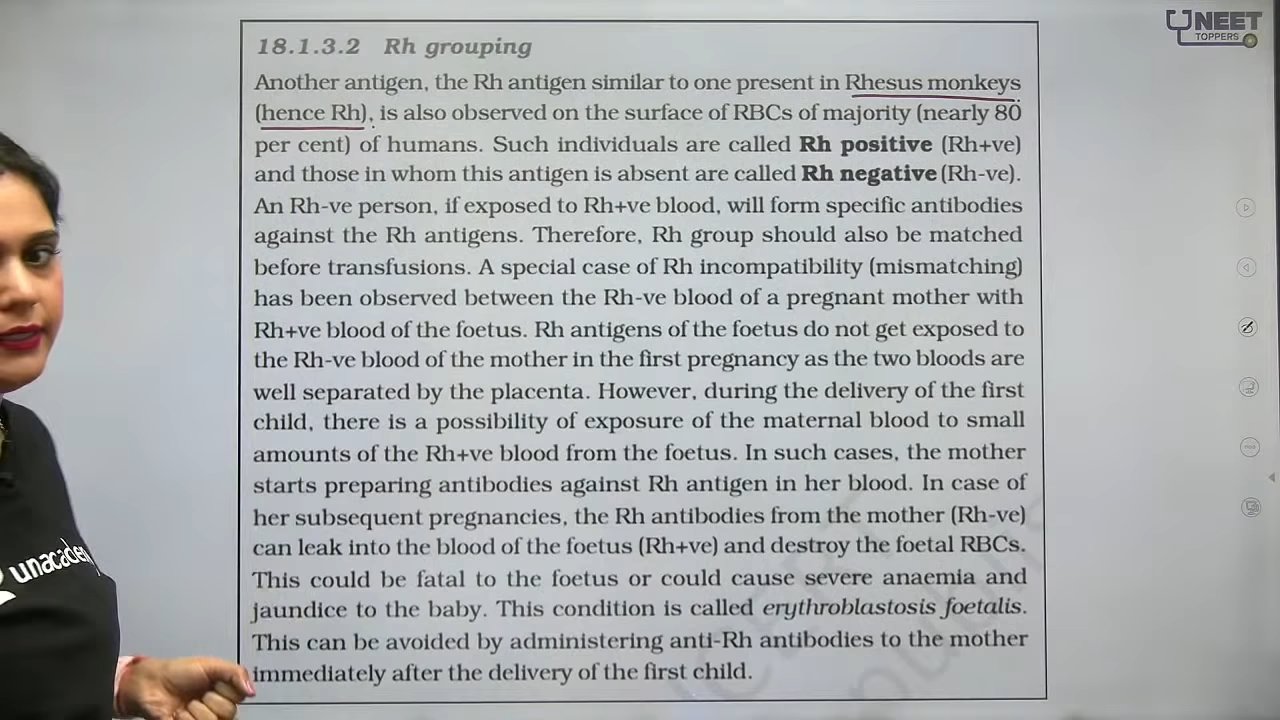 UNEET
TOPPERS
18.1.3.2 Rh grouping
Another antigen, the Rh antigen similar to one present in Rhesus monkeys
(hence Rh), is also observed on the surface of RBCs of majority (nearly 80
per cent) of humans. Such individuals are called Rh positive (Rh+ve)
and those in whom this antigen is absent are called Rh negative (Rh-ve).
An Rh-ve person, if exposed to Rh+ve blood, will form specific antibodies
against the Rh antigens. Therefore, Rh group should also be matched
before transfusions. A special case of Rh incompatibility (mismatching)
has been observed between the Rh-ve blood of a pregnant mother with
Rh+ve blood of the foetus. Rh antigens of the foetus do not get exposed to
the Rh-ve blood of the mother in the first pregnancy as the two bloods are
well separated by the placenta. However, during the delivery of the first
child, there is a possibility of exposure of the maternal blood to small
amounts of the Rh+ve blood from the foetus. In such cases, the mother
starts preparing antibodies against Rh antigen in her blood. In case of
her subsequent pregnancies, the Rh antibodies from the mother (Rh-ve)
can leak into the blood of the foetus (Rh+ve) and destroy the foetal RBCs.
This could be fatal to the foetus or could cause severe anaemia and
jaundice to the baby. This condition is called erythroblastosis foetalis.
This can be avoided by administering anti-Rh antibodies to the mother
immediately after the delivery of the first child.
unacademy